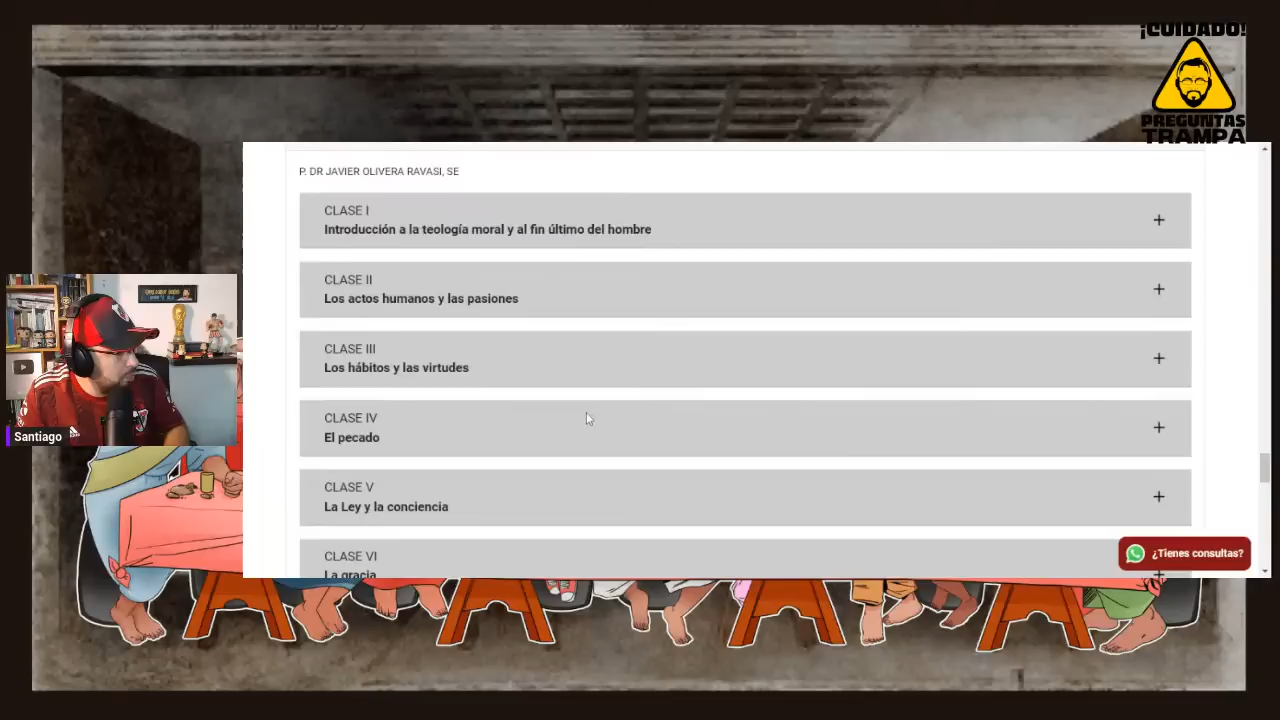 ¡CUIDADO!
PREGUNTAS
TRAMPA
P. DR JAVIER OLIVERA RAVASI, SE
CLASE I
Introducción a la teología moral y al fin último del hombre
CLASE II
Los actos humanos y las pasiones
CLASE III
Los hábitos y las virtudes
CLASE IV
El pecado
CLASE V
La Ley y la conciencia
CLASE VI
La gracia
¿Tienes consultas?
Santiago